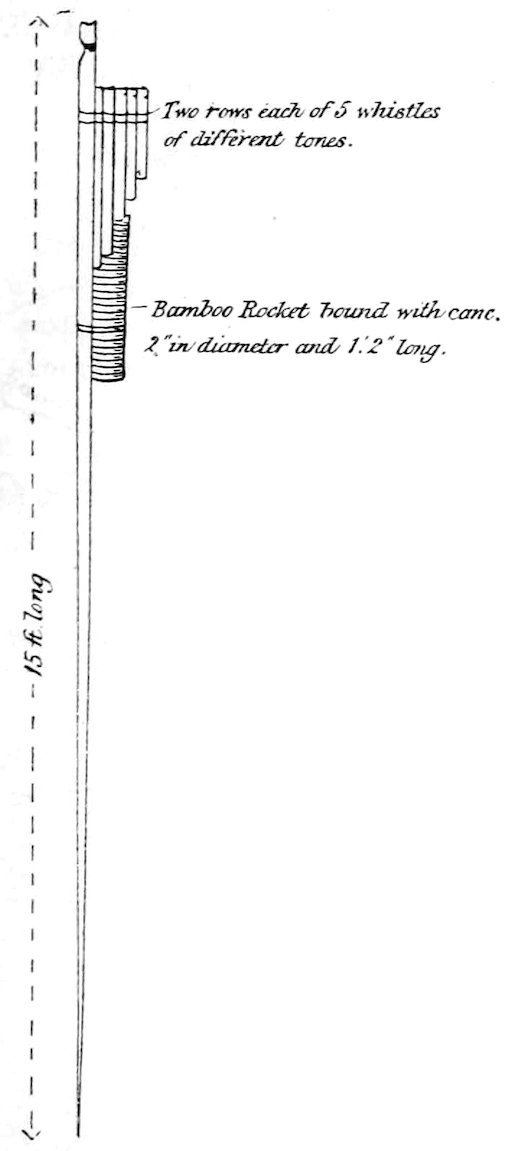 Two rows each of 5 whistles
of different tones.
Bamboo Rocket bound with cane.
2" in diameter and 1'.2" long.
15 ft. long